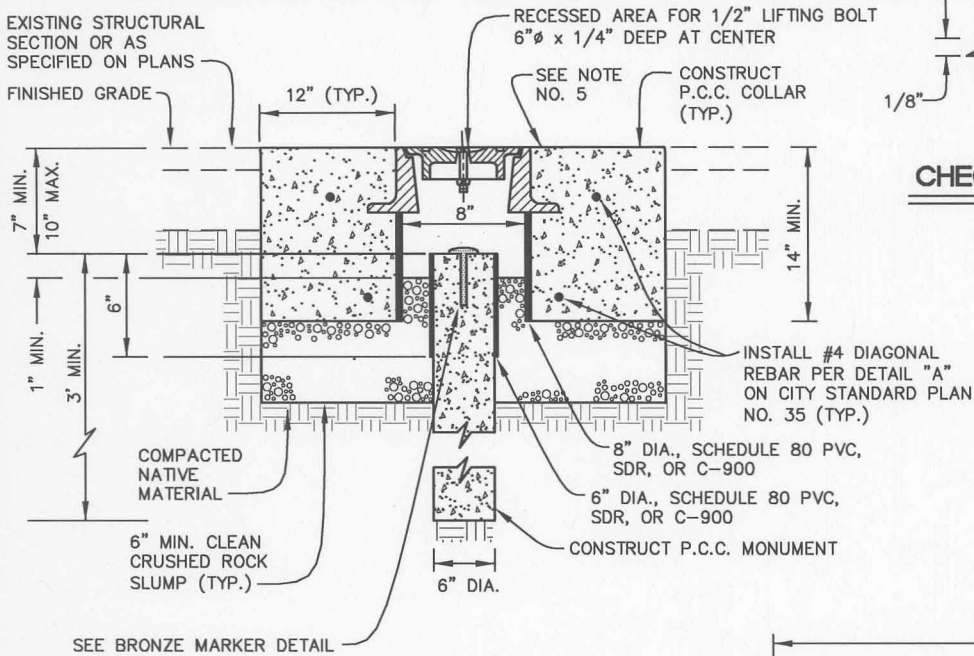 EXISTING STRUCTURAL
SECTION OR AS
SPECIFIED ON PLANS
FINISHED GRADE
12" (TYP.)
RECESSED AREA FOR 1/2" LIFTING BOLT
6"ø x 1/4" DEEP AT CENTER
SEE NOTE
NO. 5
CONSTRUCT
P.C.C. COLLAR
(TYP.)
1/8"
CHE
7" MIN.
10" MAX.
8"
14" MIN.
6"
1" MIN.
3' MIN.
INSTALL #4 DIAGONAL
REBAR PER DETAIL "A"
ON CITY STANDARD PLAN
NO. 35 (TYP.)
COMPACTED
NATIVE
MATERIAL
8" DIA., SCHEDULE 80 PVC,
SDR, OR C-900
6" DIA., SCHEDULE 80 PVC,
SDR, OR C-900
6" MIN. CLEAN
CRUSHED ROCK
SLUMP (TYP.)
CONSTRUCT P.C.C. MONUMENT
6" DIA.
SEE BRONZE MARKER DETAIL